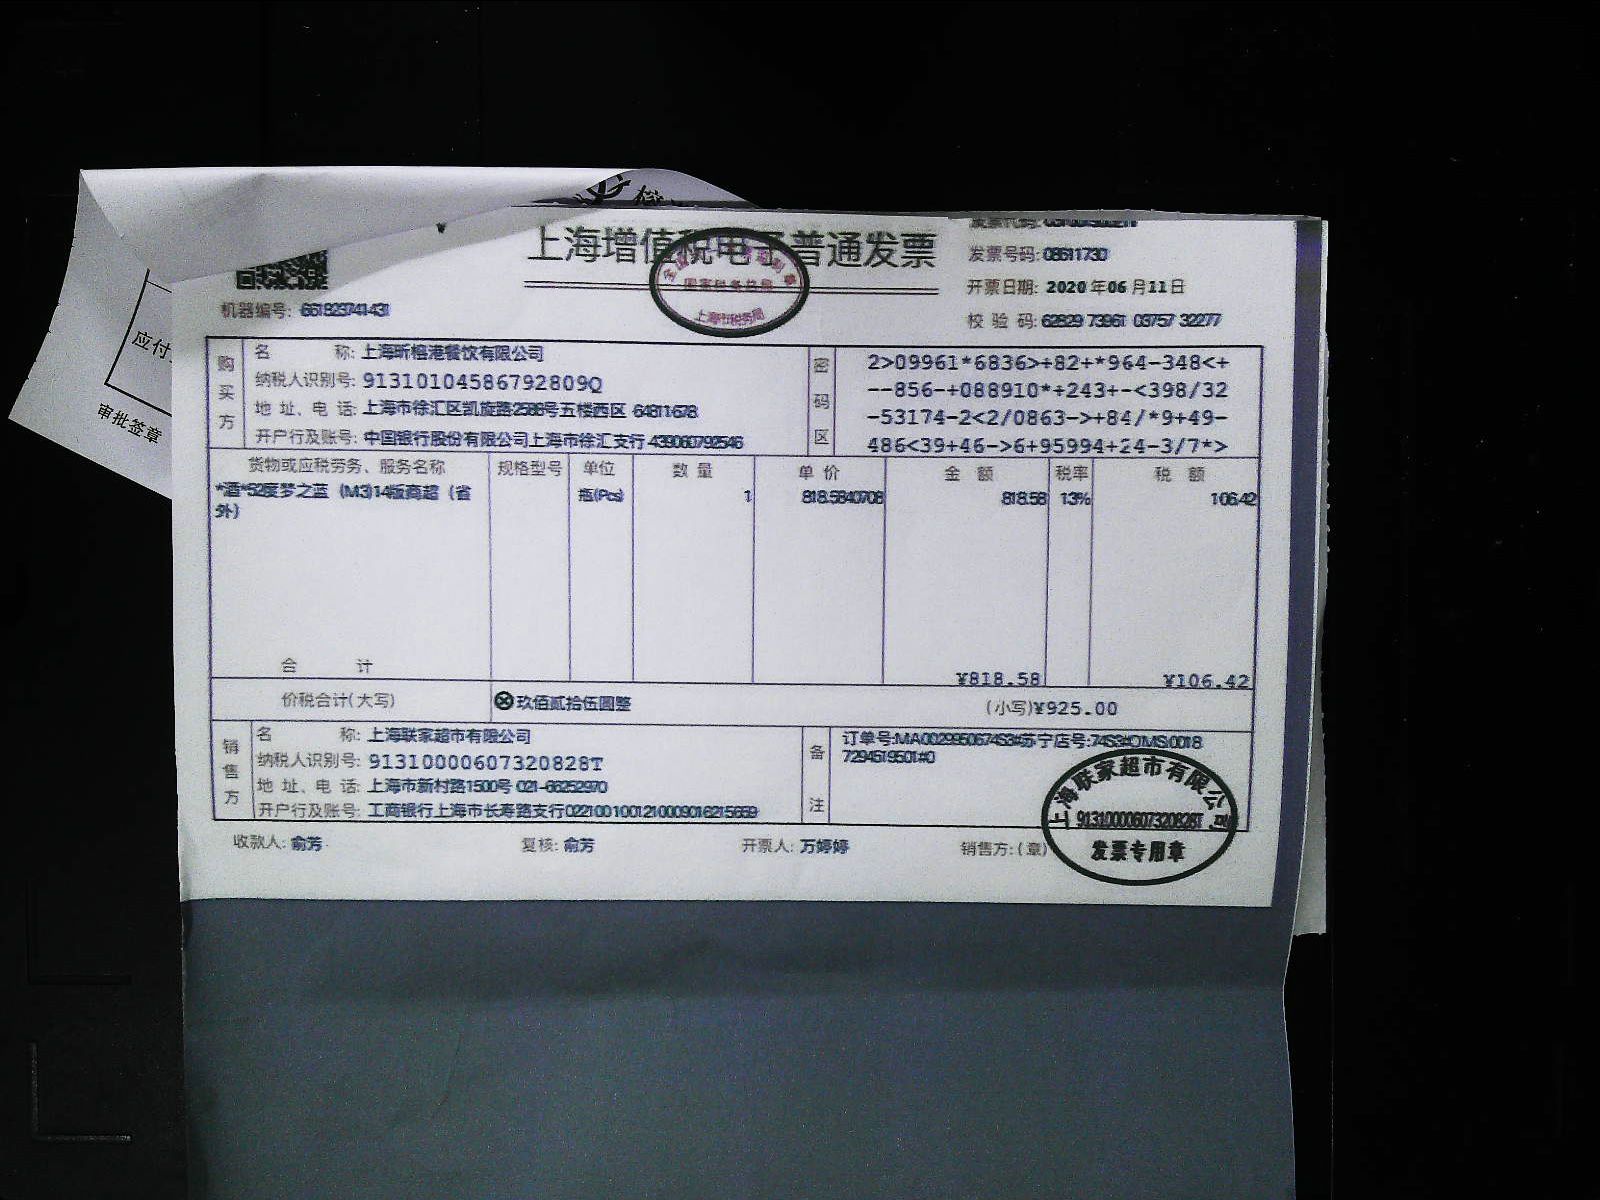 上海增值税电子普通发票
发票号码: 08611730
开票日期: 2020年06月11日
机器编号: 661823741431
校验码: 62829 73961 03757 32277
购买方
名称: 上海昕榕港餐饮有限公司
纳税人识别号: 91310104586792809Q
地址、电话: 上海市徐汇区凯旋路2588号五楼西区 64811678
开户行及账号: 中国银行股份有限公司上海市徐汇支行 439060792546
密码区
2>09961*6836>+82+*964-348<+
--856-+088910*+243+-<398/32
-53174-2<2/0863->+84/*9+49-
486<39+46->6+95994+24-3/7*>
货物或应税劳务、服务名称 规格型号 单位 数量 单价 金额 税率 税额
*酒*52度梦之蓝（M3)14版商超（省外） 瓶(Pcs) 1 818.5840708 818.58 13% 106.42
合计 ¥818.58 ¥106.42
价税合计(大写) ⊗玖佰贰拾伍圆整 (小写)¥925.00
销售方
名称: 上海联家超市有限公司
纳税人识别号: 91310000607320828T
地址、电话: 上海市新村路1500号 021-66252970
开户行及账号: 工商银行上海市长寿路支行0221001001210009016215659
备注
订单号:MA0029950674S3#苏宁店号:74S3#OMS:0018
7294519501#0
收款人: 俞芳 复核: 俞芳 开票人: 万婷婷 销售方:(章)
上海联家超市有限公司
91310000607320828T
发票专用章
国家税务总局
上海市税务局
应付
审批签章